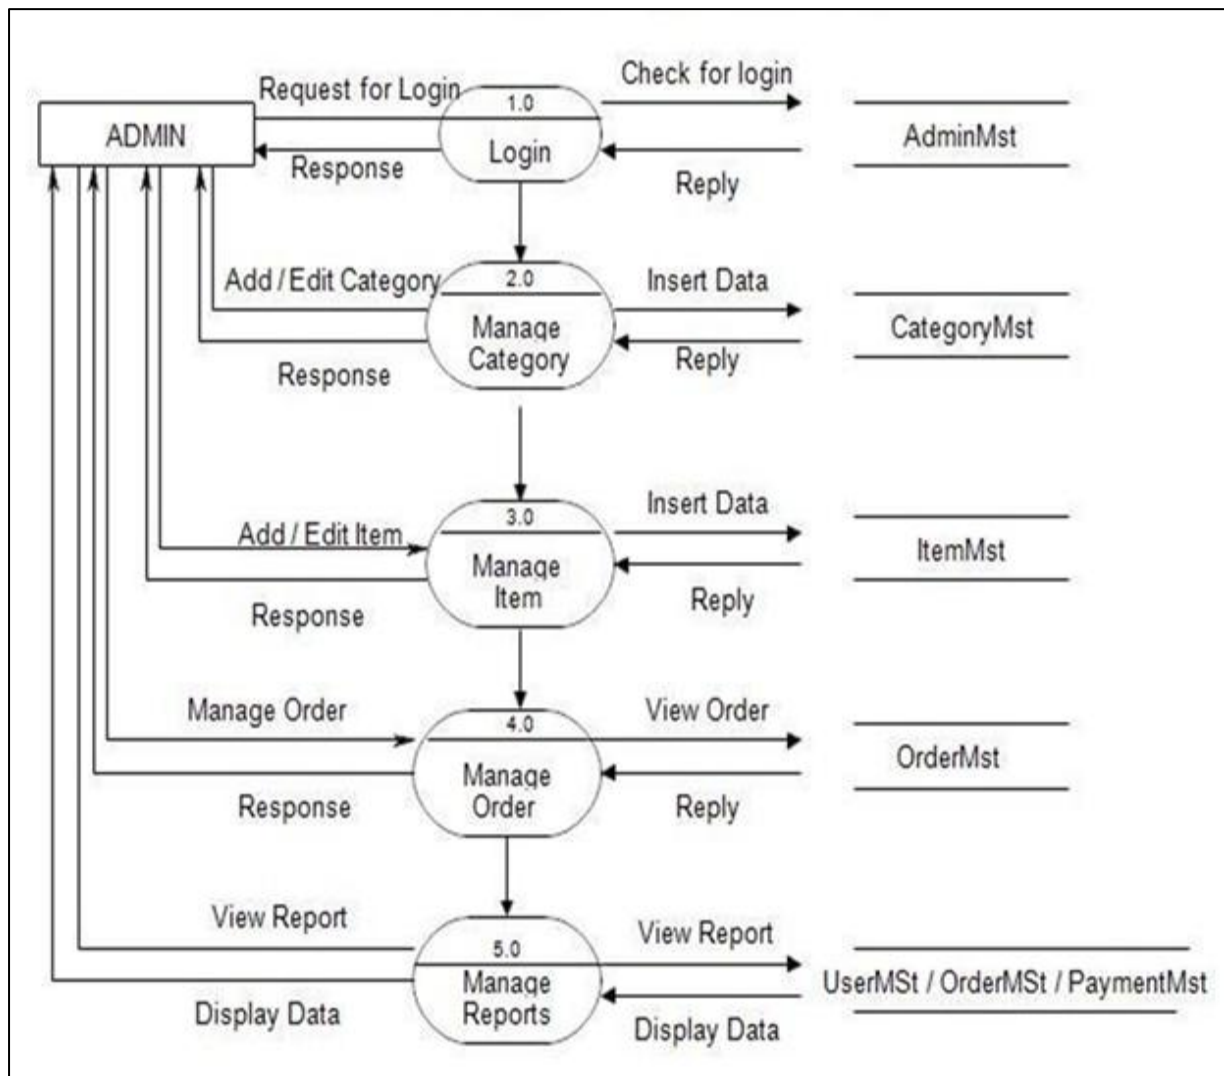 Request for Login
1.0
Check for login
ADMIN
Login
AdminMst
Response
Reply
Add / Edit Category
2.0
Insert Data
Manage
Category
CategoryMst
Response
Reply
Add / Edit Item
3.0
Insert Data
Manage
Item
ItemMst
Response
Reply
Manage Order
4.0
View Order
Manage
Order
OrderMst
Response
Reply
View Report
5.0
View Report
Manage
Reports
UserMSt / OrderMSt / PaymentMst
Display Data
Display Data